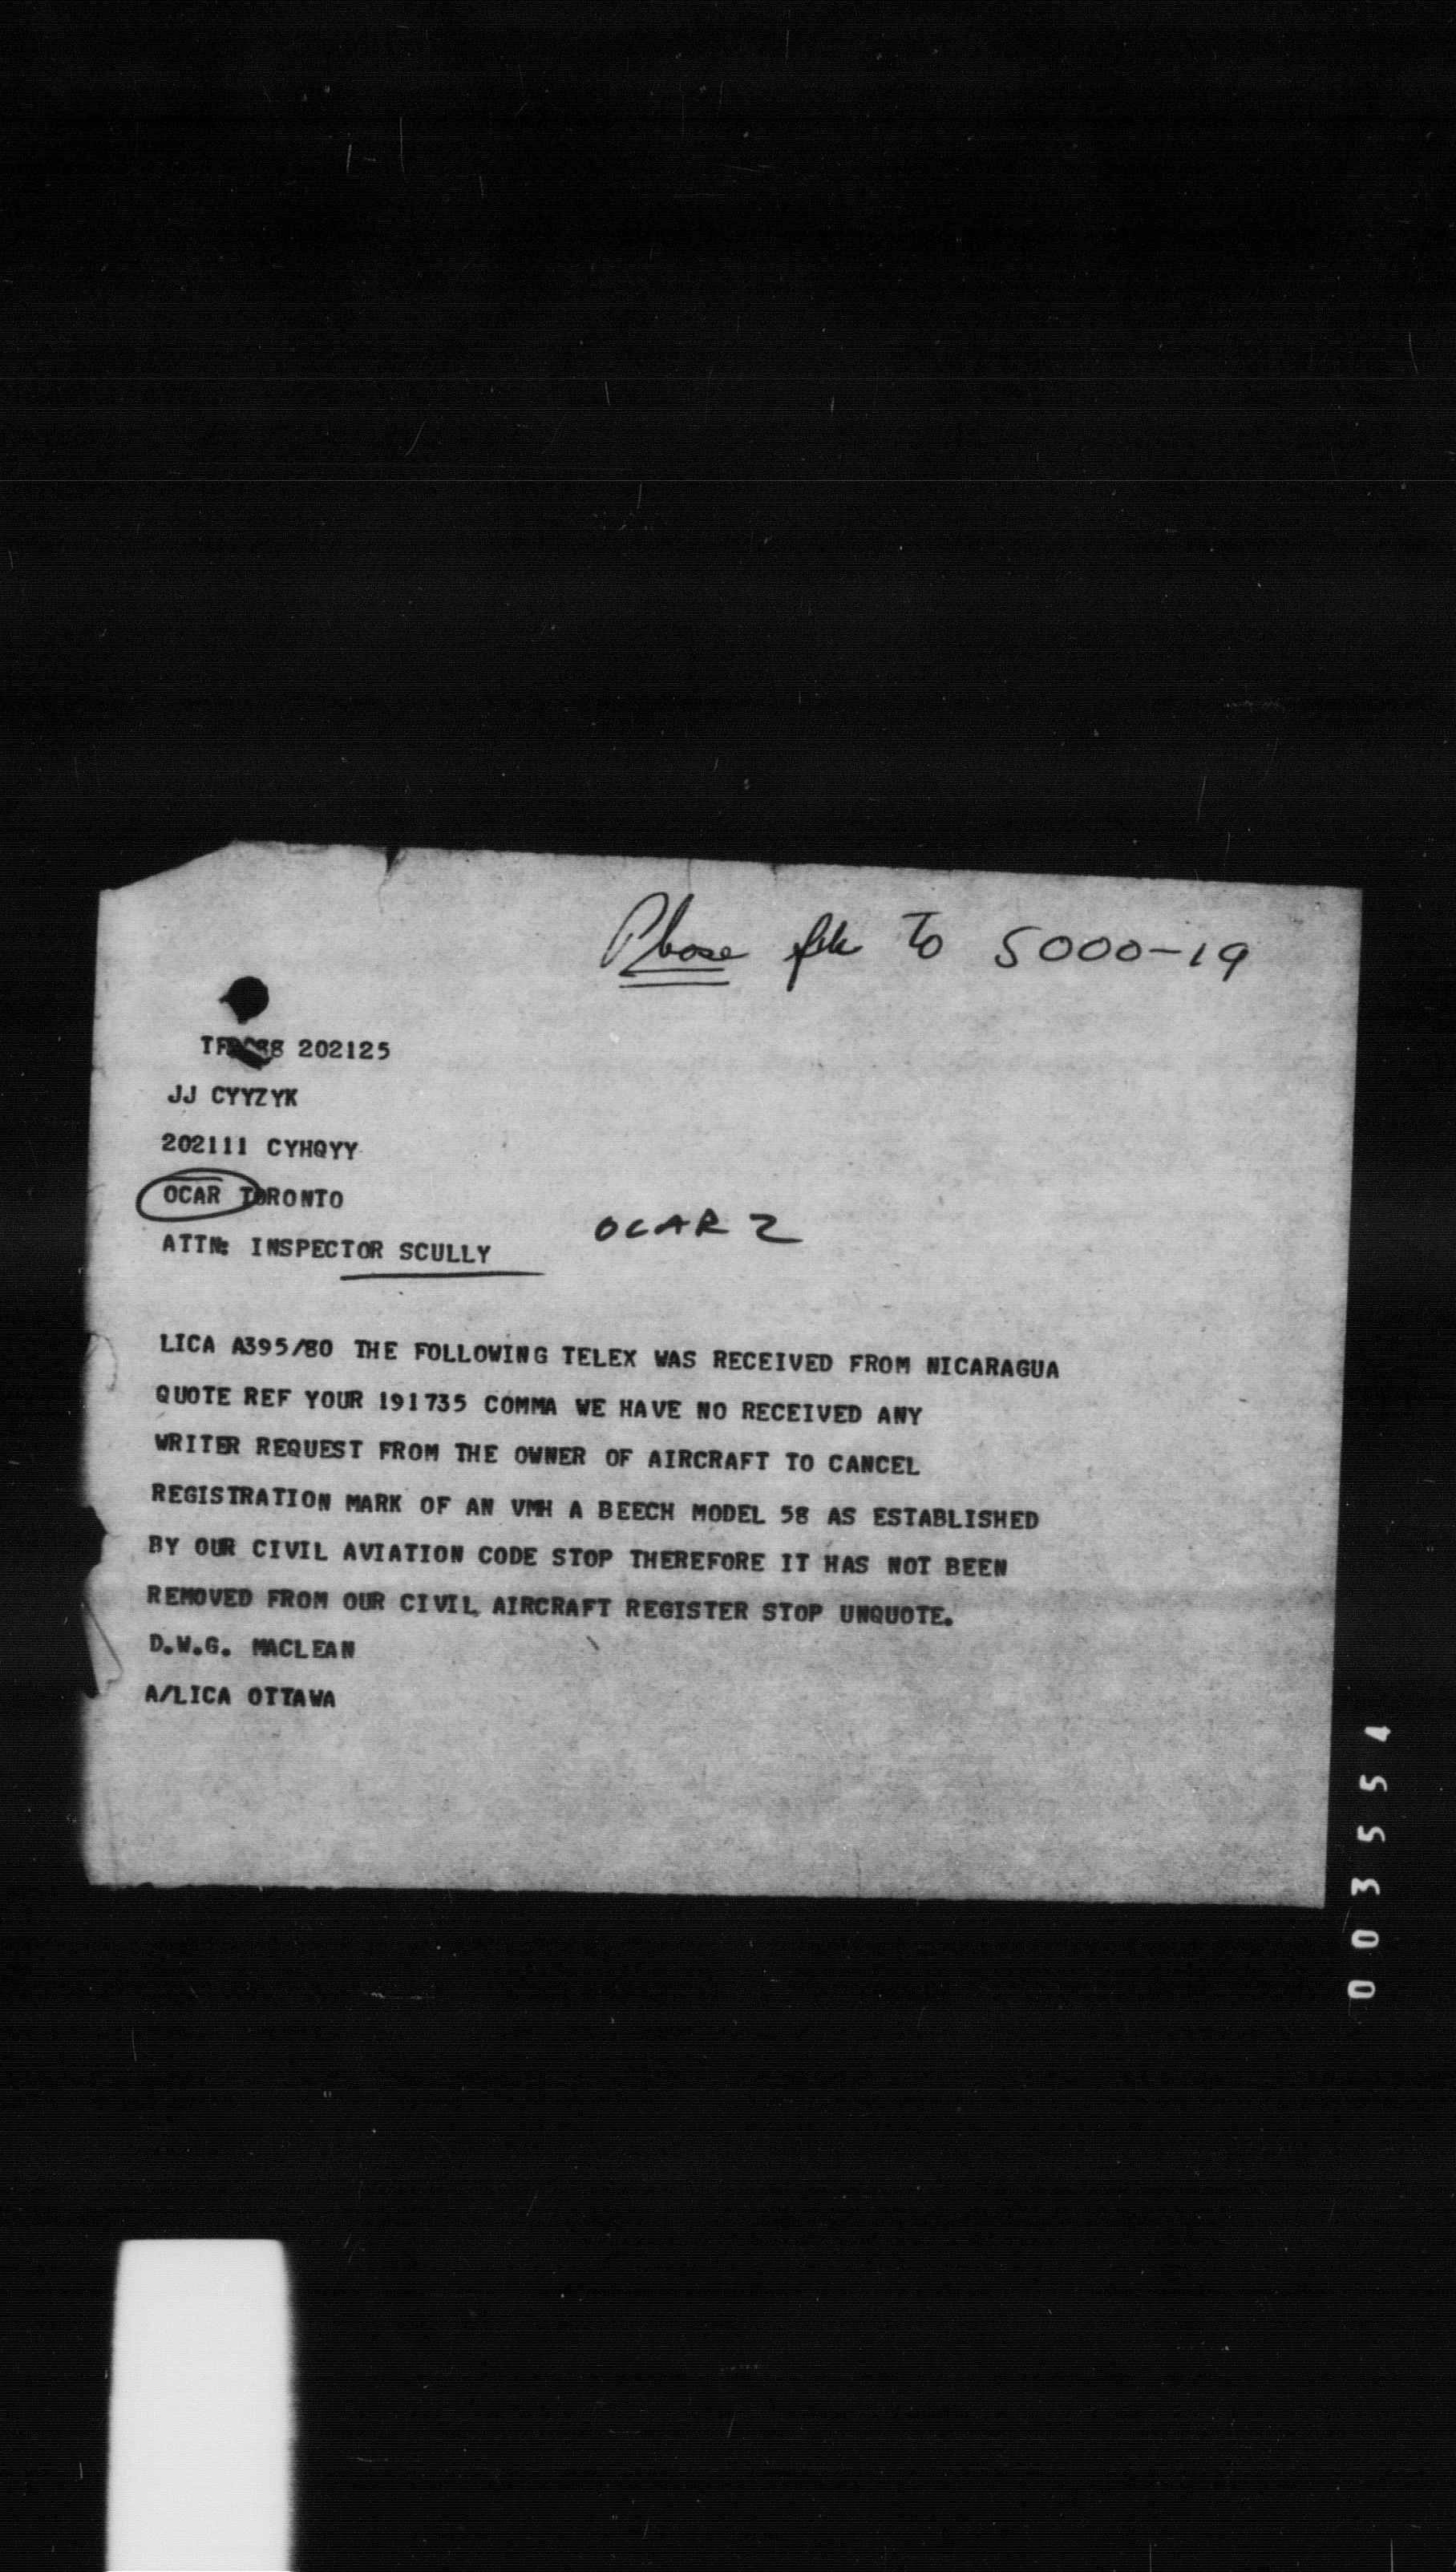 Please file to 5000-19
202125
JJ CYYZYK
202111 CYHQYY
OCAR TORONTO
OCAR 2
ATTN: INSPECTOR SCULLY
LICA A395/80 THE FOLLOWING TELEX WAS RECEIVED FROM NICARAGUA
QUOTE REF YOUR 191735 COMMA WE HAVE NO RECEIVED ANY
WRITER REQUEST FROM THE OWNER OF AIRCRAFT TO CANCEL
REGISTRATION MARK OF AN VMH A BEECH MODEL 58 AS ESTABLISHED
BY OUR CIVIL AVIATION CODE STOP THEREFORE IT HAS NOT BEEN
REMOVED FROM OUR CIVIL AIRCRAFT REGISTER STOP UNQUOTE.
D.W.G. MACLEAN
A/LICA OTTAWA
003554